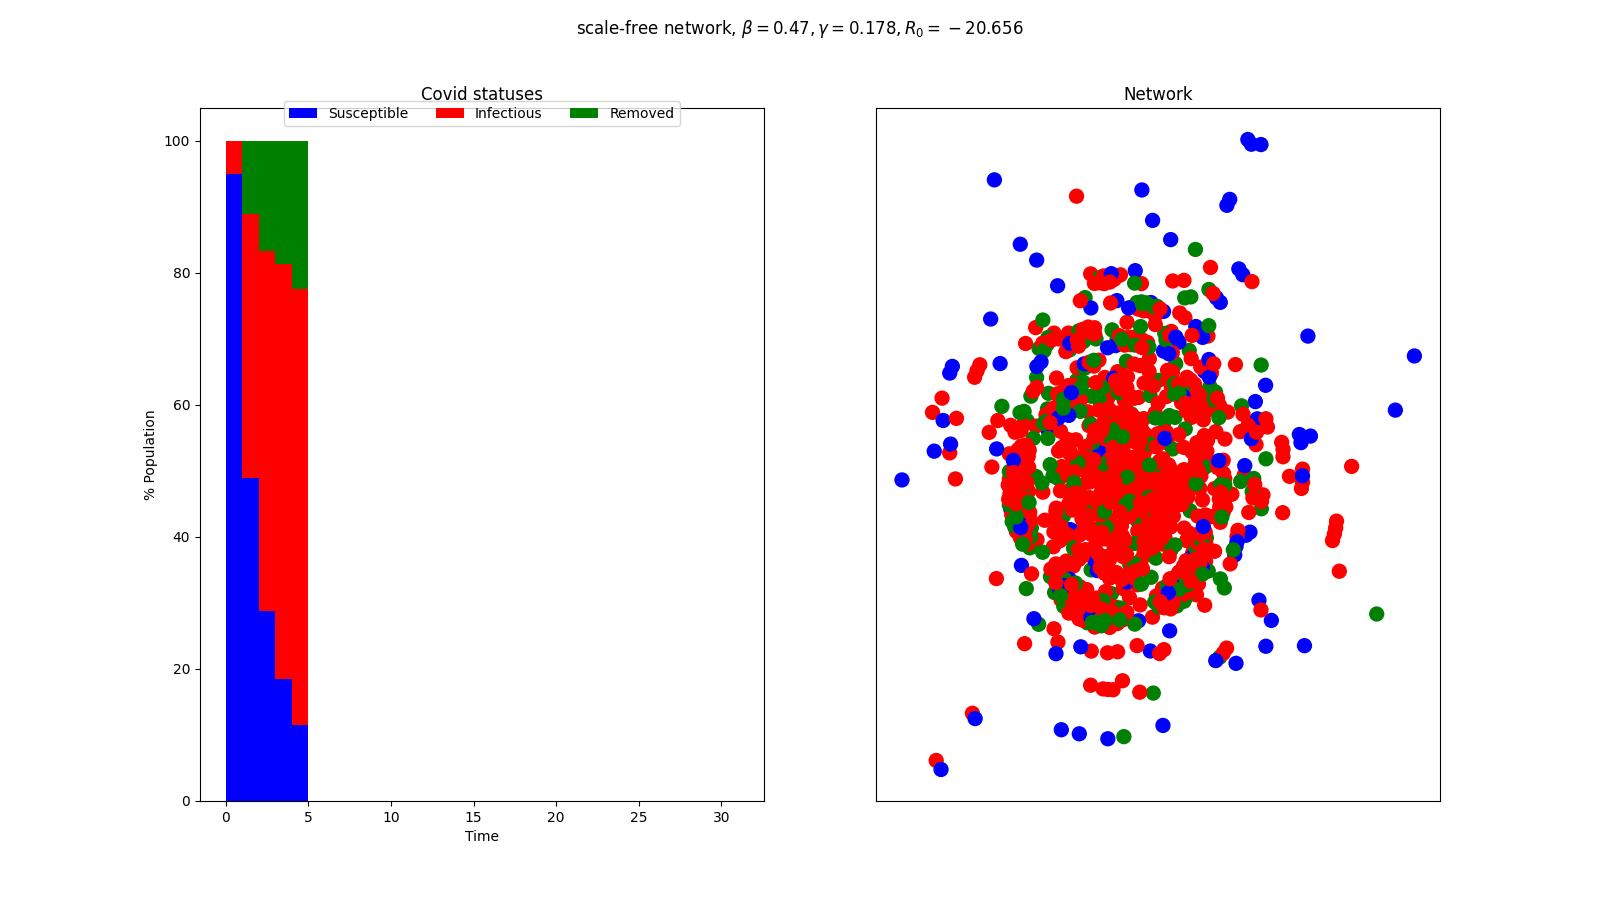 scale-free network, β = 0.47, γ = 0.178, R₀ = − 20.656
Covid statuses
Susceptible Infectious Removed
100
80
60
40
20
0
% Population
0 5 10 15 20 25 30
Time
Network